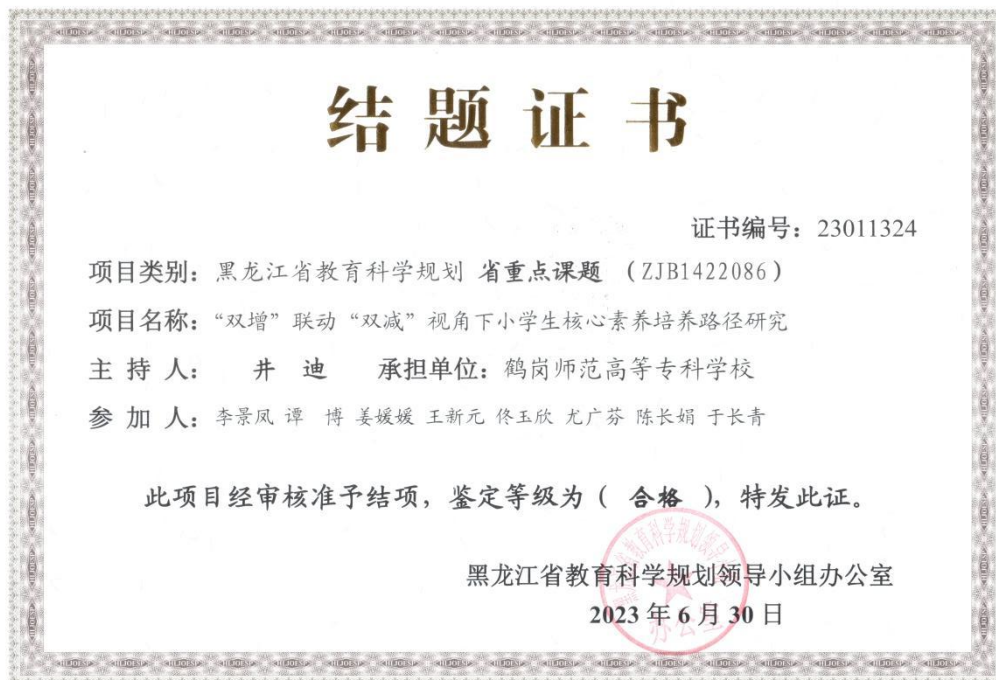 结题证书
证书编号：23011324
项目类别：黑龙江省教育科学规划 省重点课题 （ZJB1422086）
项目名称：“双增”联动“双减”视角下小学生核心素养培养路径研究
主 持 人： 井 迪 承担单位：鹤岗师范高等专科学校
参 加 人：李景凤 谭 博 姜媛媛 王新元 佟玉欣 尤广芬 陈长娟 于长青
此项目经审核准予结项，鉴定等级为（ 合格 ），特发此证。
黑龙江省教育科学规划领导小组办公室
2023 年 6 月 30 日